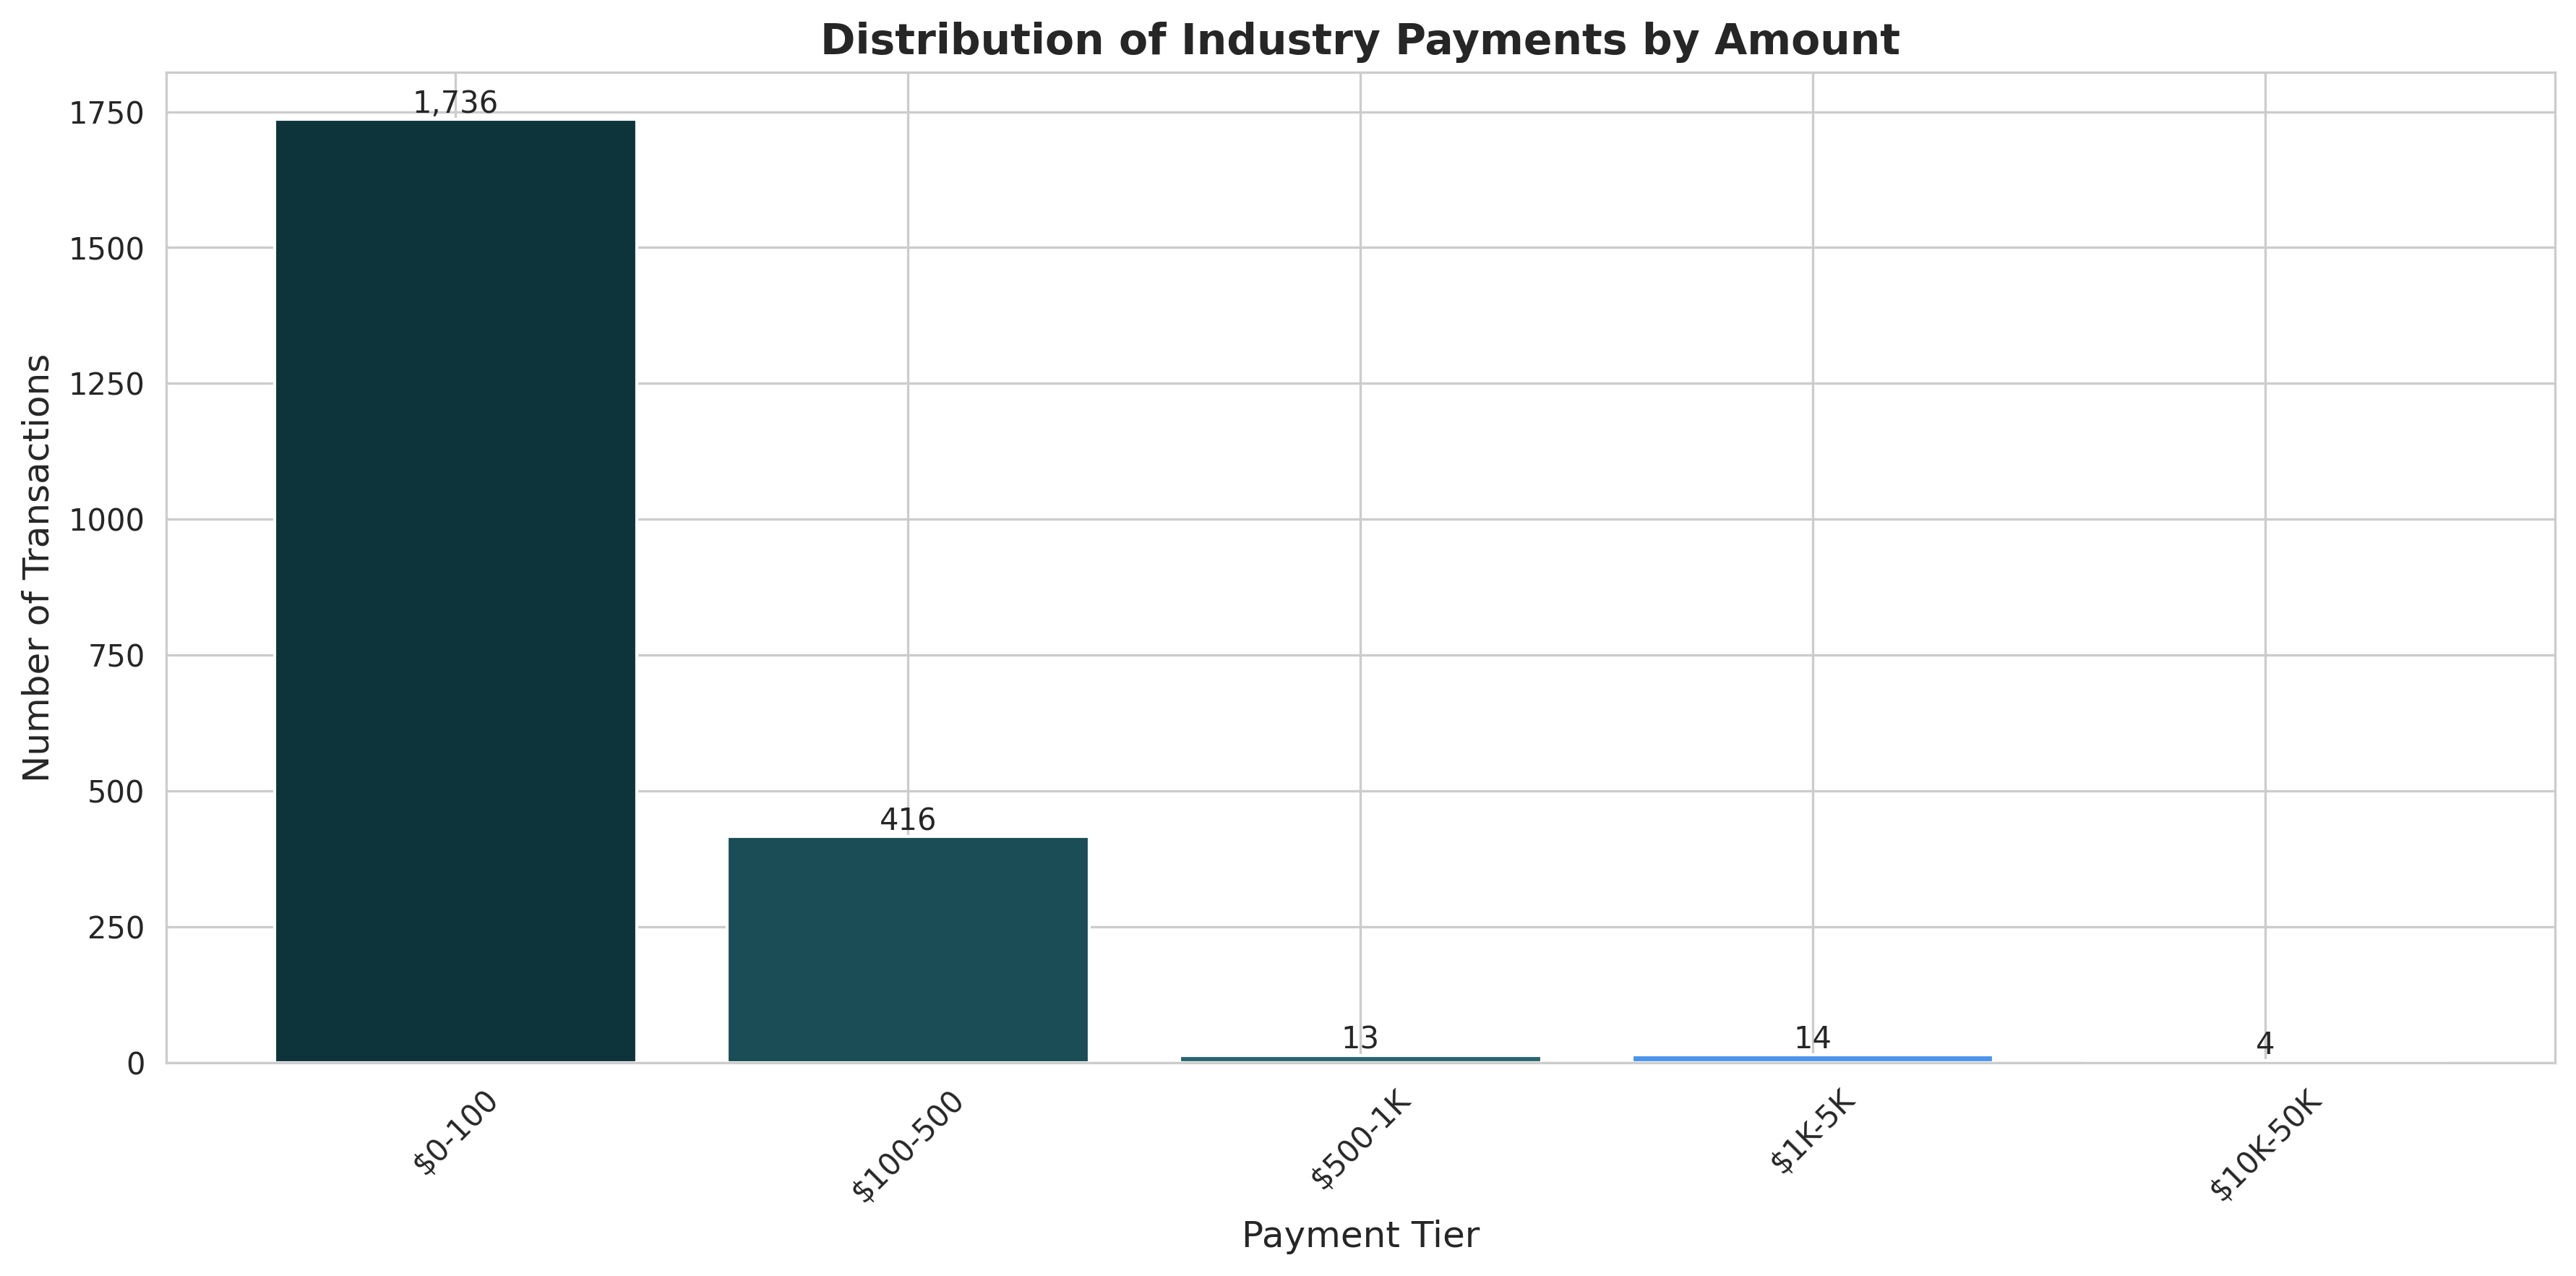 Distribution of Industry Payments by Amount
Number of Transactions
1750
1500
1250
1000
750
500
250
0
1,736
416
13
14
4
$0-100
$100-500
$500-1K
$1K-5K
$10K-50K
Payment Tier